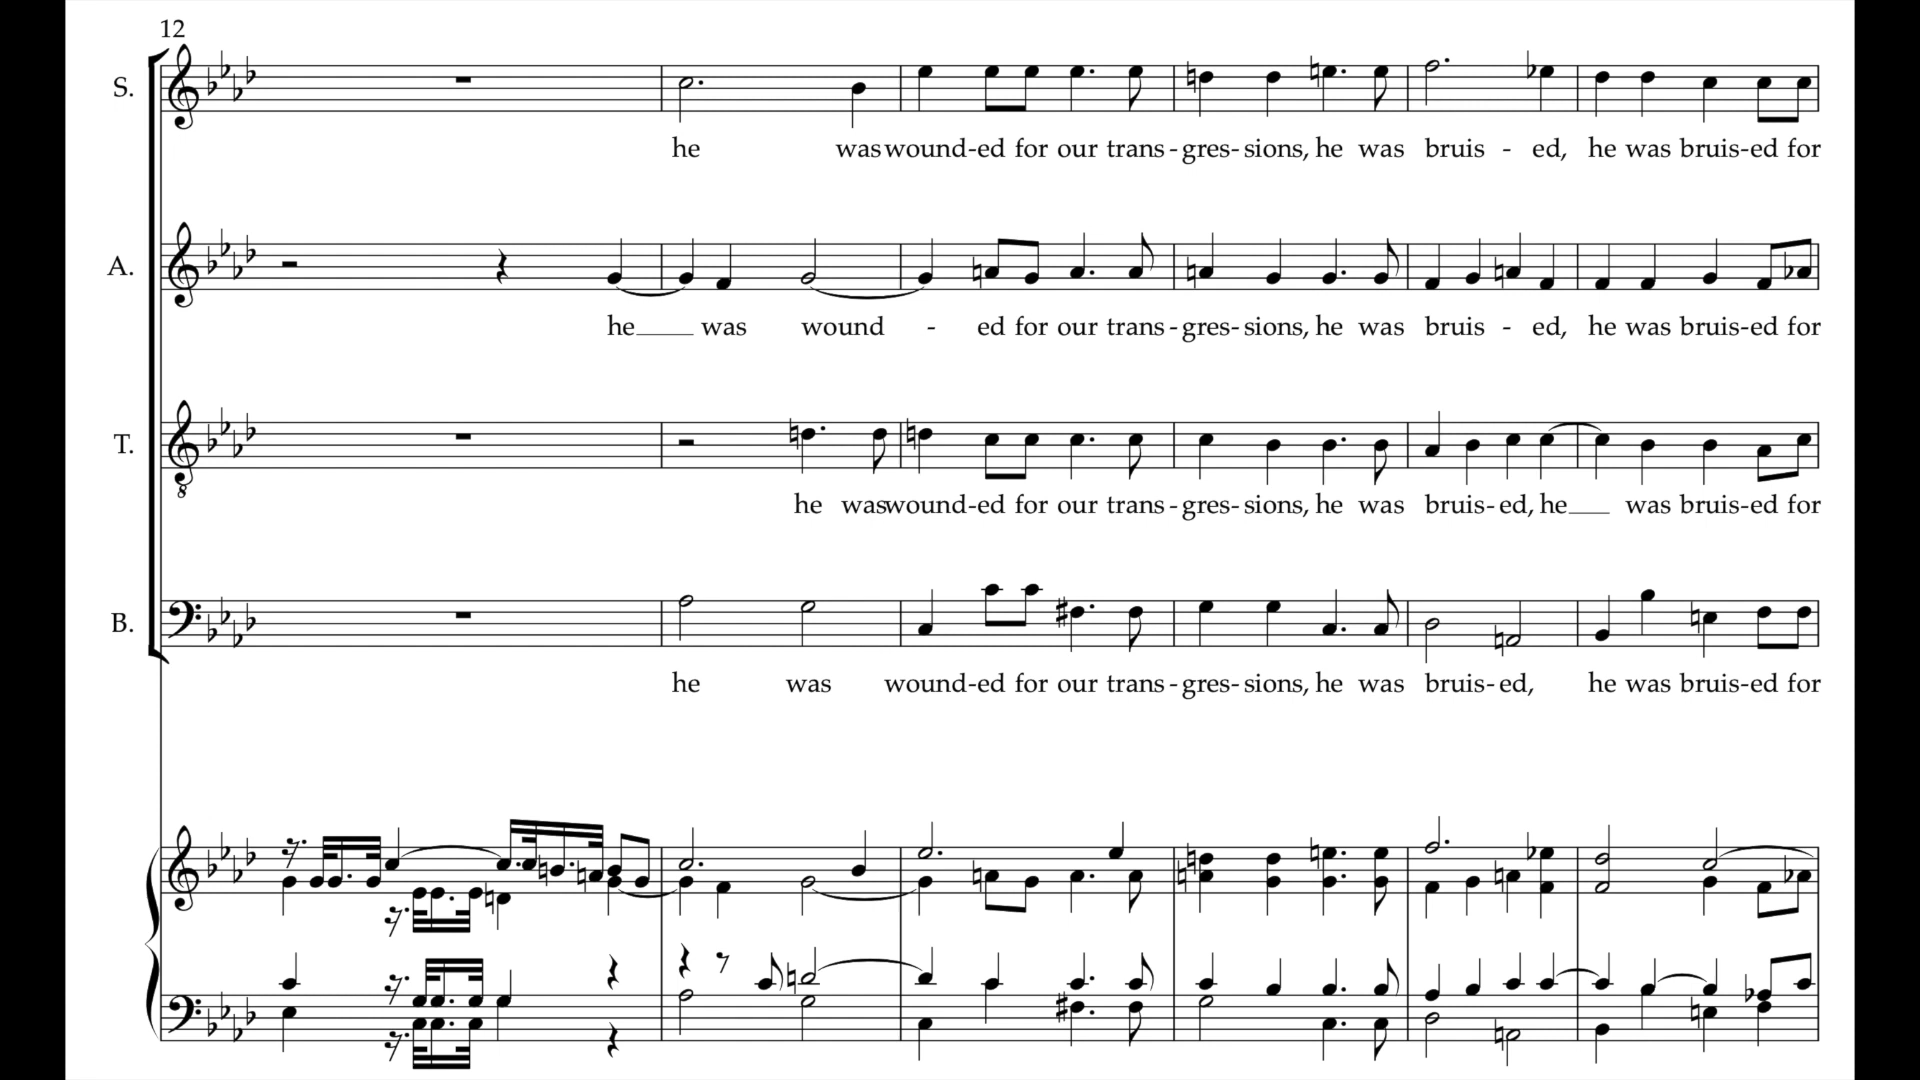 12
S.
he was wound-ed for our trans-gres-sions, he was bruis - ed, he was bruis-ed for
A.
he___ was wound - ed for our trans-gres-sions, he was bruis - ed, he was bruis-ed for
T.
8
he was wound-ed for our trans-gres-sions, he was bruis-ed, he___ was bruis-ed for
B.
he was wound-ed for our trans-gres-sions, he was bruis-ed, he was bruis-ed for